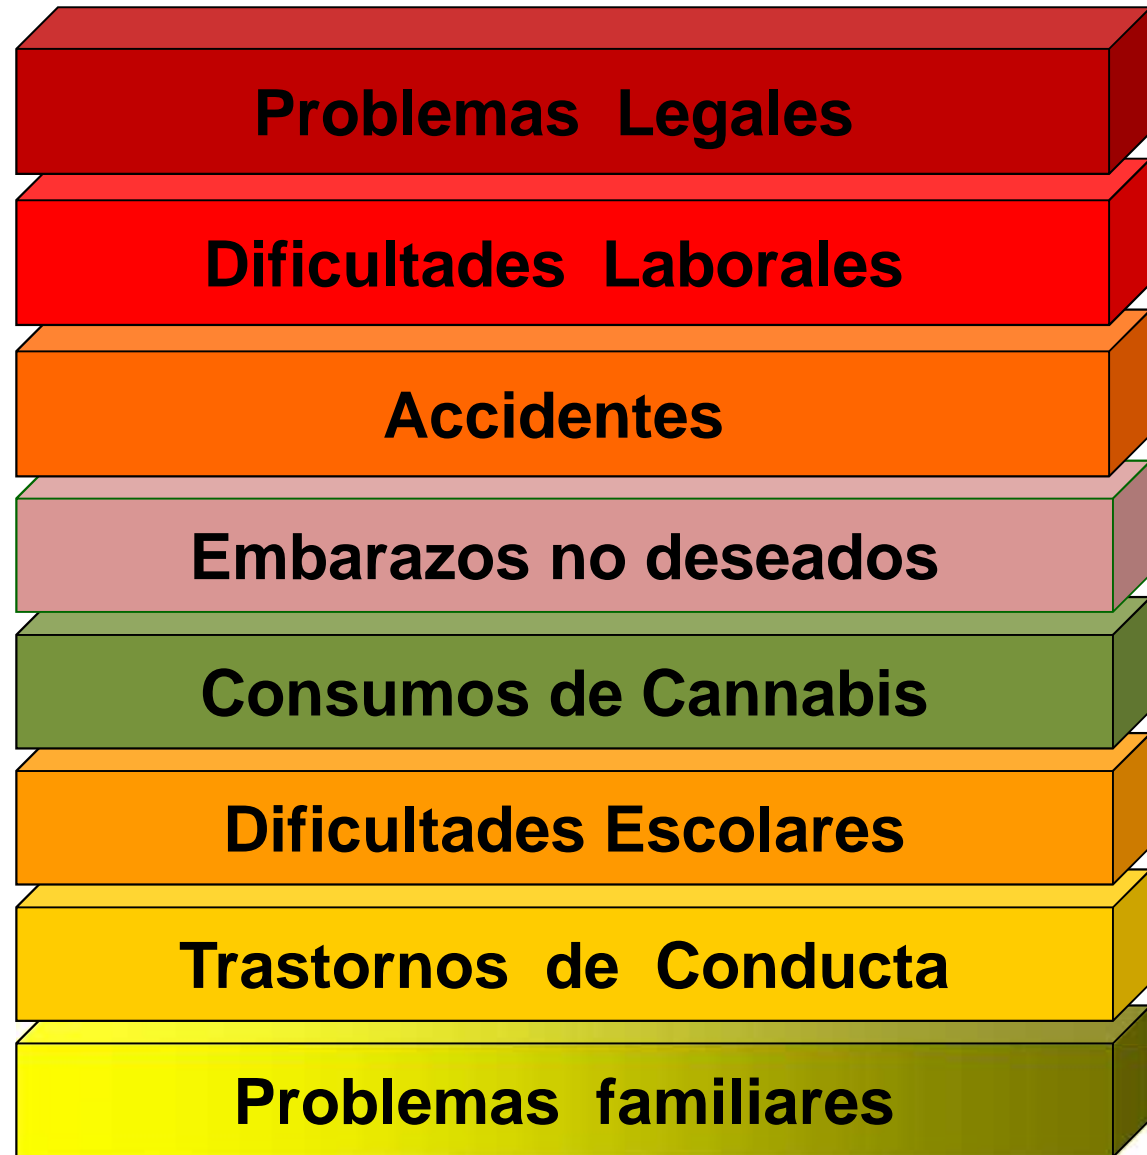 Problemas Legales
Dificultades Laborales
Accidentes
Embarazos no deseados
Consumos de Cannabis
Dificultades Escolares
Trastornos de Conducta
Problemas familiares